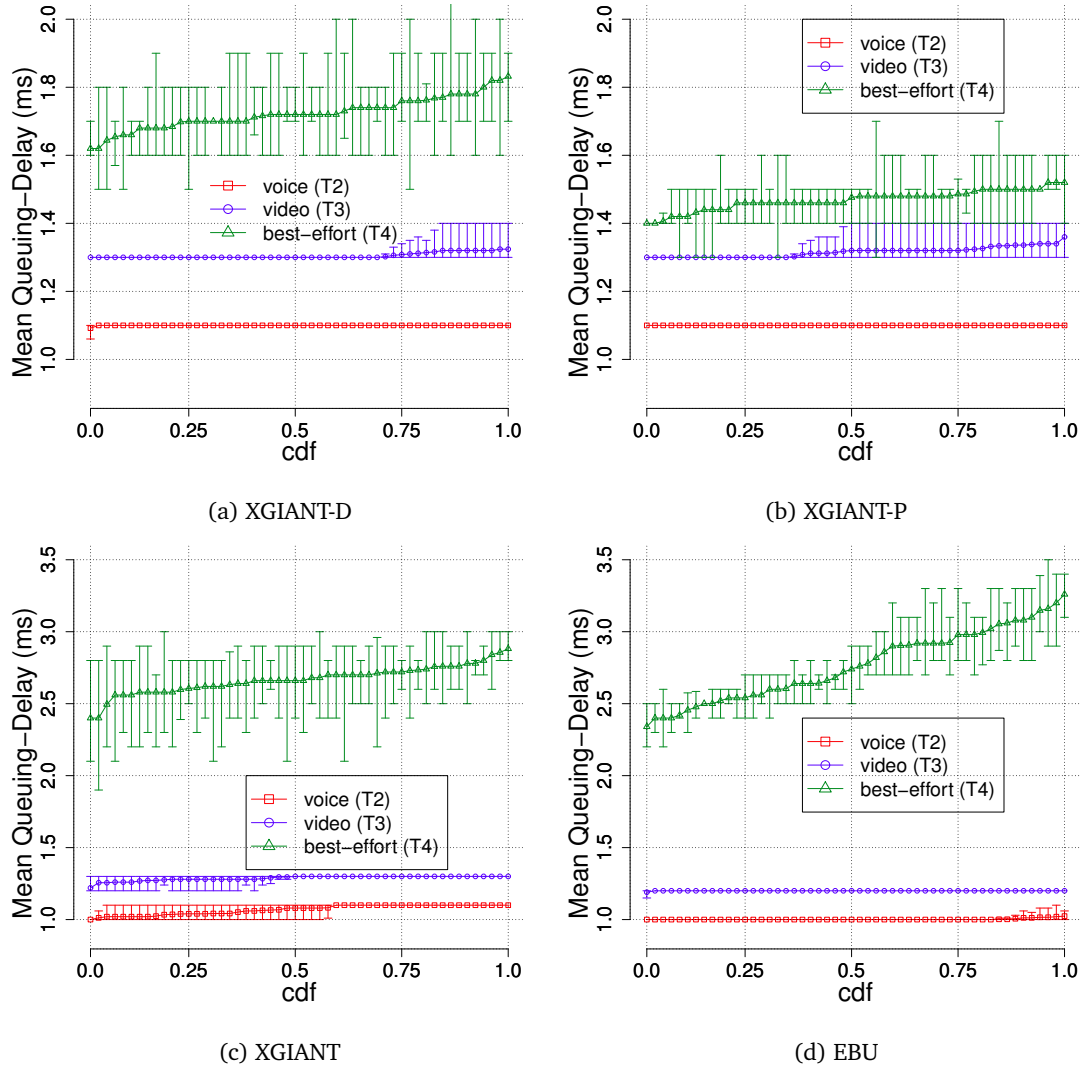 Mean Queuing−Delay (ms)
2.0
1.8
1.6
1.4
1.2
1.0
voice (T2)
video (T3)
best−effort (T4)
0.0 0.25 0.5 0.75 1.0
cdf
(a) XGIANT-D
Mean Queuing−Delay (ms)
2.0
1.8
1.6
1.4
1.2
1.0
voice (T2)
video (T3)
best−effort (T4)
0.0 0.25 0.5 0.75 1.0
cdf
(b) XGIANT-P
Mean Queuing−Delay (ms)
3.5
3.0
2.5
2.0
1.5
1.0
voice (T2)
video (T3)
best−effort (T4)
0.0 0.25 0.5 0.75 1.0
cdf
(c) XGIANT
Mean Queuing−Delay (ms)
3.5
3.0
2.5
2.0
1.5
1.0
voice (T2)
video (T3)
best−effort (T4)
0.0 0.25 0.5 0.75 1.0
cdf
(d) EBU